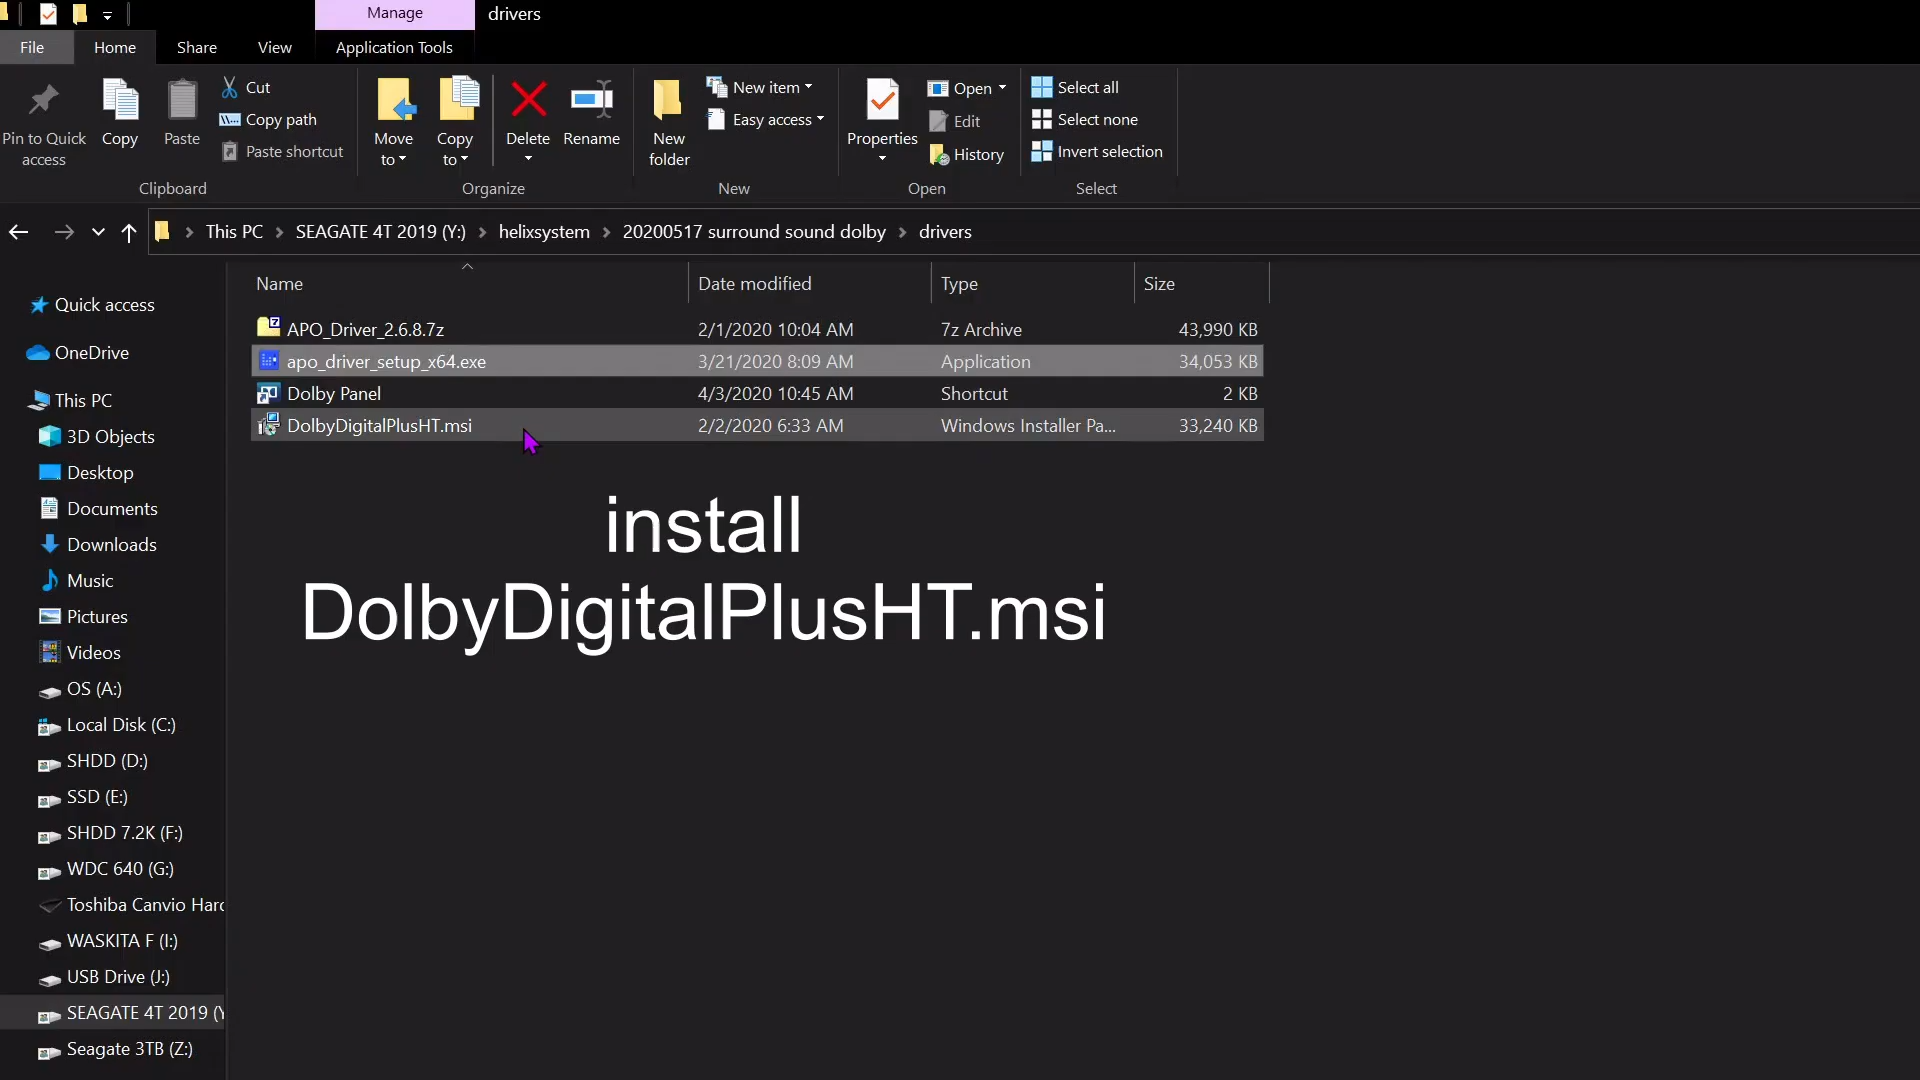 Manage
drivers
File
Home
Share
View
Application Tools
Pin to Quick
access
Copy
Paste
Cut
Copy path
Paste shortcut
Clipboard
Move
to
Copy
to
Delete
Rename
Organize
New
folder
New item
Easy access
New
Properties
Open
Edit
History
Open
Select all
Select none
Invert selection
Select
This PC
SEAGATE 4T 2019 (Y:)
helixsystem
20200517 surround sound dolby
drivers
Name
Date modified
Type
Size
APO_Driver_2.6.8.7z 2/1/2020 10:04 AM 7z Archive 43,990 KB
apo_driver_setup_x64.exe 3/21/2020 8:09 AM Application 34,053 KB
Dolby Panel 4/3/2020 10:45 AM Shortcut 2 KB
DolbyDigitalPlusHT.msi 2/2/2020 6:33 AM Windows Installer Pa... 33,240 KB
install
DolbyDigitalPlusHT.msi
Quick access
OneDrive
This PC
3D Objects
Desktop
Documents
Downloads
Music
Pictures
Videos
OS (A:)
Local Disk (C:)
SHDD (D:)
SSD (E:)
SHDD 7.2K (F:)
WDC 640 (G:)
Toshiba Canvio Hard
WASKITA F (I:)
USB Drive (J:)
SEAGATE 4T 2019 (Y
Seagate 3TB (Z:)